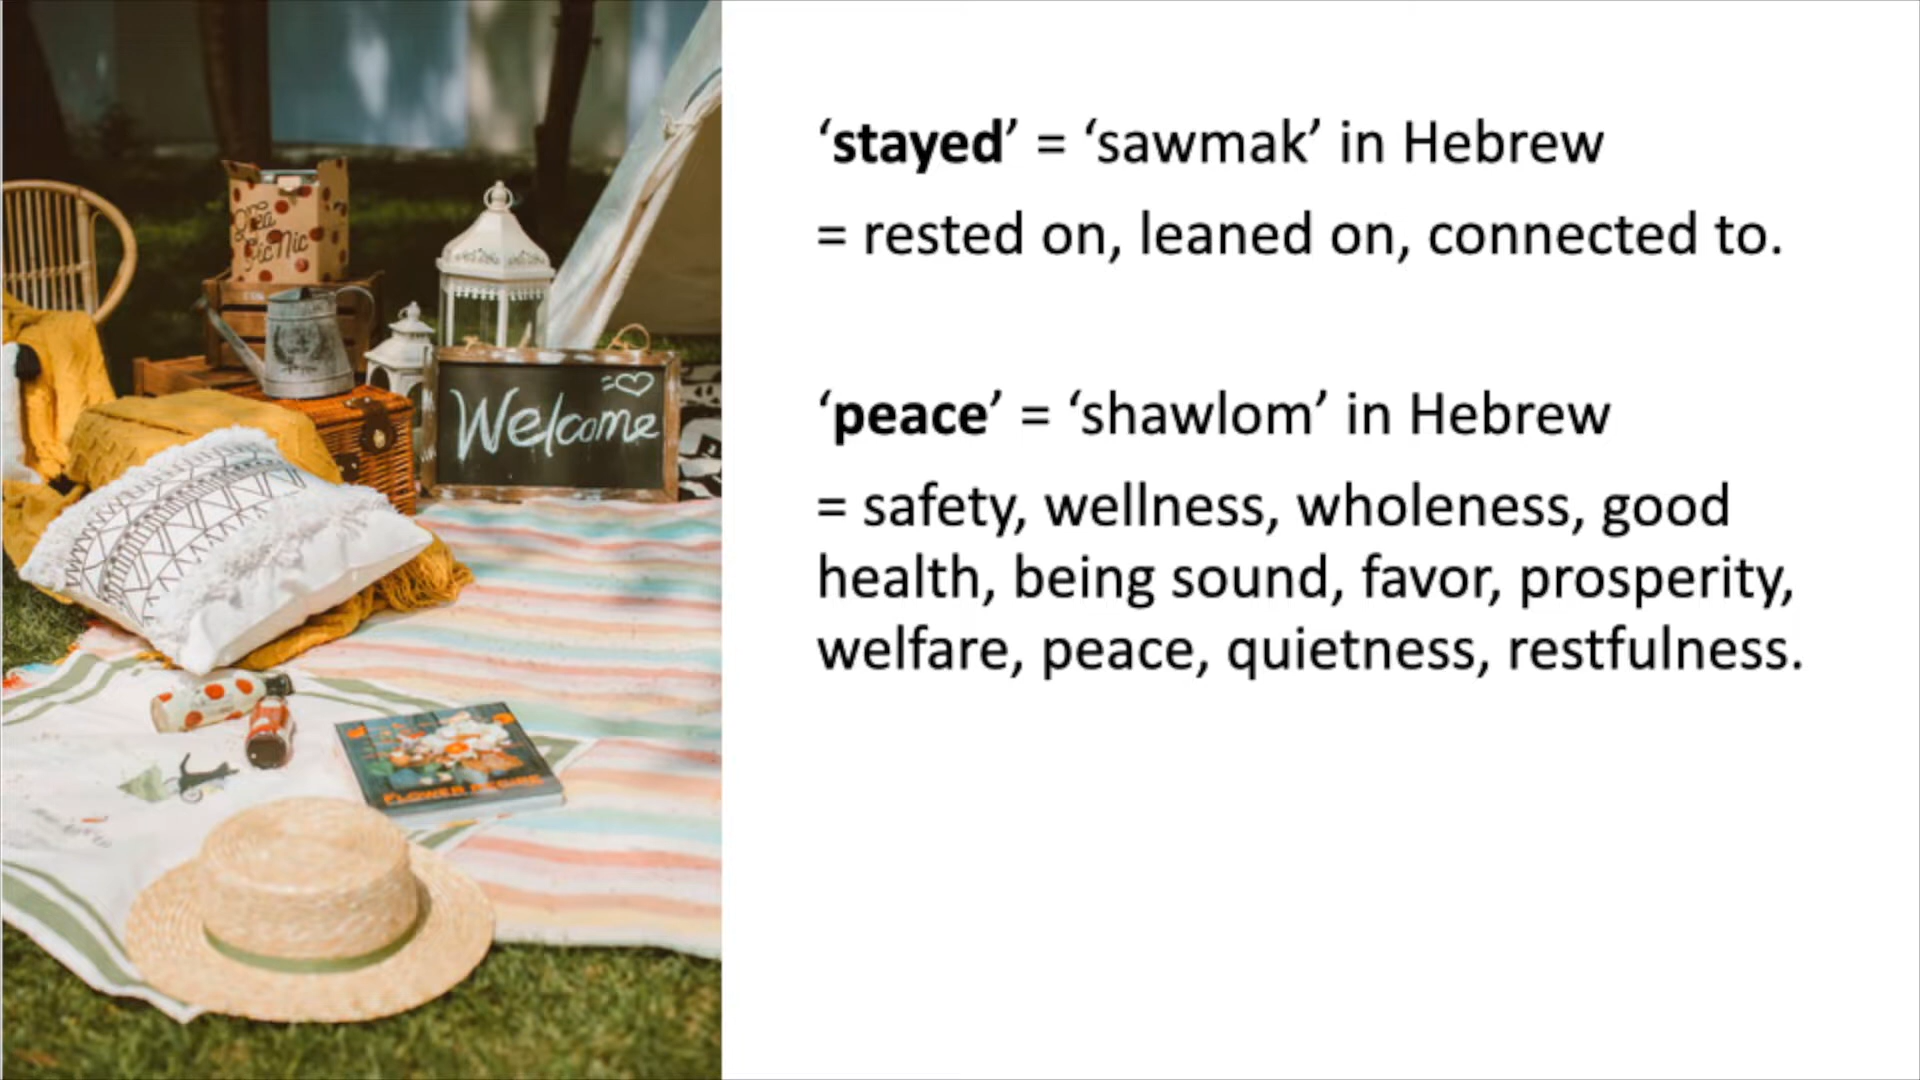 Picnic
Welcome
‘stayed’ = ‘sawmak’ in Hebrew
= rested on, leaned on, connected to.
‘peace’ = ‘shawlom’ in Hebrew
= safety, wellness, wholeness, good
health, being sound, favor, prosperity,
welfare, peace, quietness, restfulness.
FLOWER